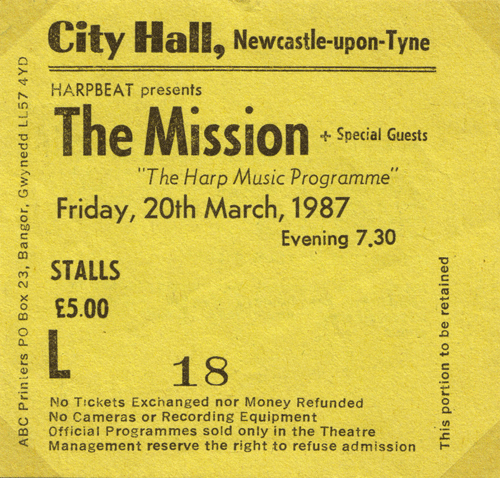 City Hall, Newcastle-upon-Tyne
HARPBEAT presents
The Mission + Special Guests
"The Harp Music Programme"
Friday, 20th March, 1987
Evening 7.30
STALLS
£5.00
L 18
No Tickets Exchanged nor Money Refunded
No Cameras or Recording Equipment
Official Programmes sold only in the Theatre
Management reserve the right to refuse admission
ABC Printers PO Box 23, Bangor, Gwynedd LL57 4YD
This portion to be retained